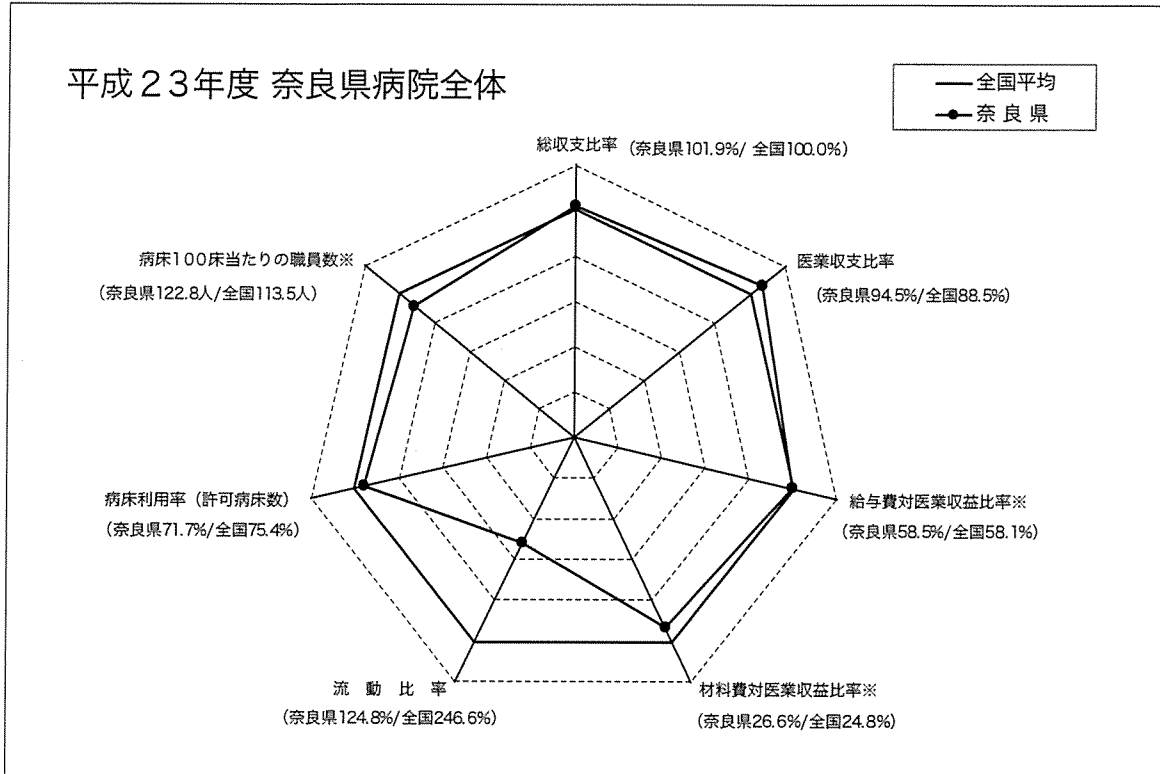 平成２３年度 奈良県病院全体
全国平均
奈 良 県
総収支比率 (奈良県101.9%/ 全国100.0%)
病床１００床当たりの職員数※
(奈良県122.8人/全国113.5人)
医業収支比率
(奈良県94.5%/全国88.5%)
病床利用率（許可病床数）
(奈良県71.7%/全国75.4%)
給与費対医業収益比率※
(奈良県58.5%/全国58.1%)
流 動 比 率
(奈良県124.8%/全国246.6%)
材料費対医業収益比率※
(奈良県26.6%/全国24.8%)